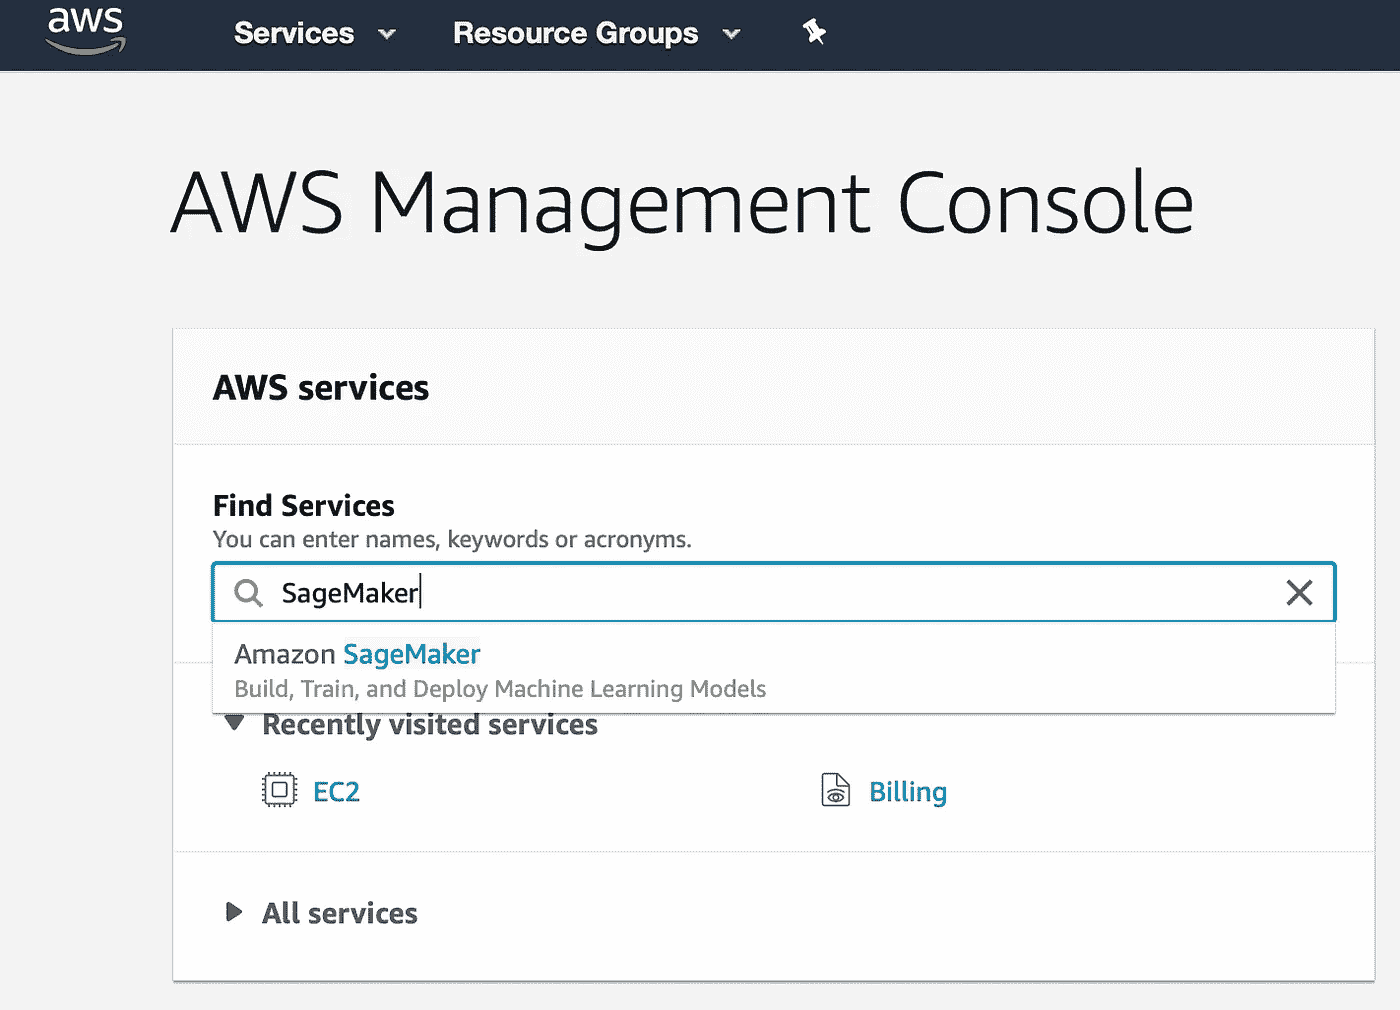 aws Services Resource Groups
AWS Management Console
AWS services
Find Services
You can enter names, keywords or acronyms.
SageMaker
Amazon SageMaker
Build, Train, and Deploy Machine Learning Models
Recently visited services
EC2 Billing
All services